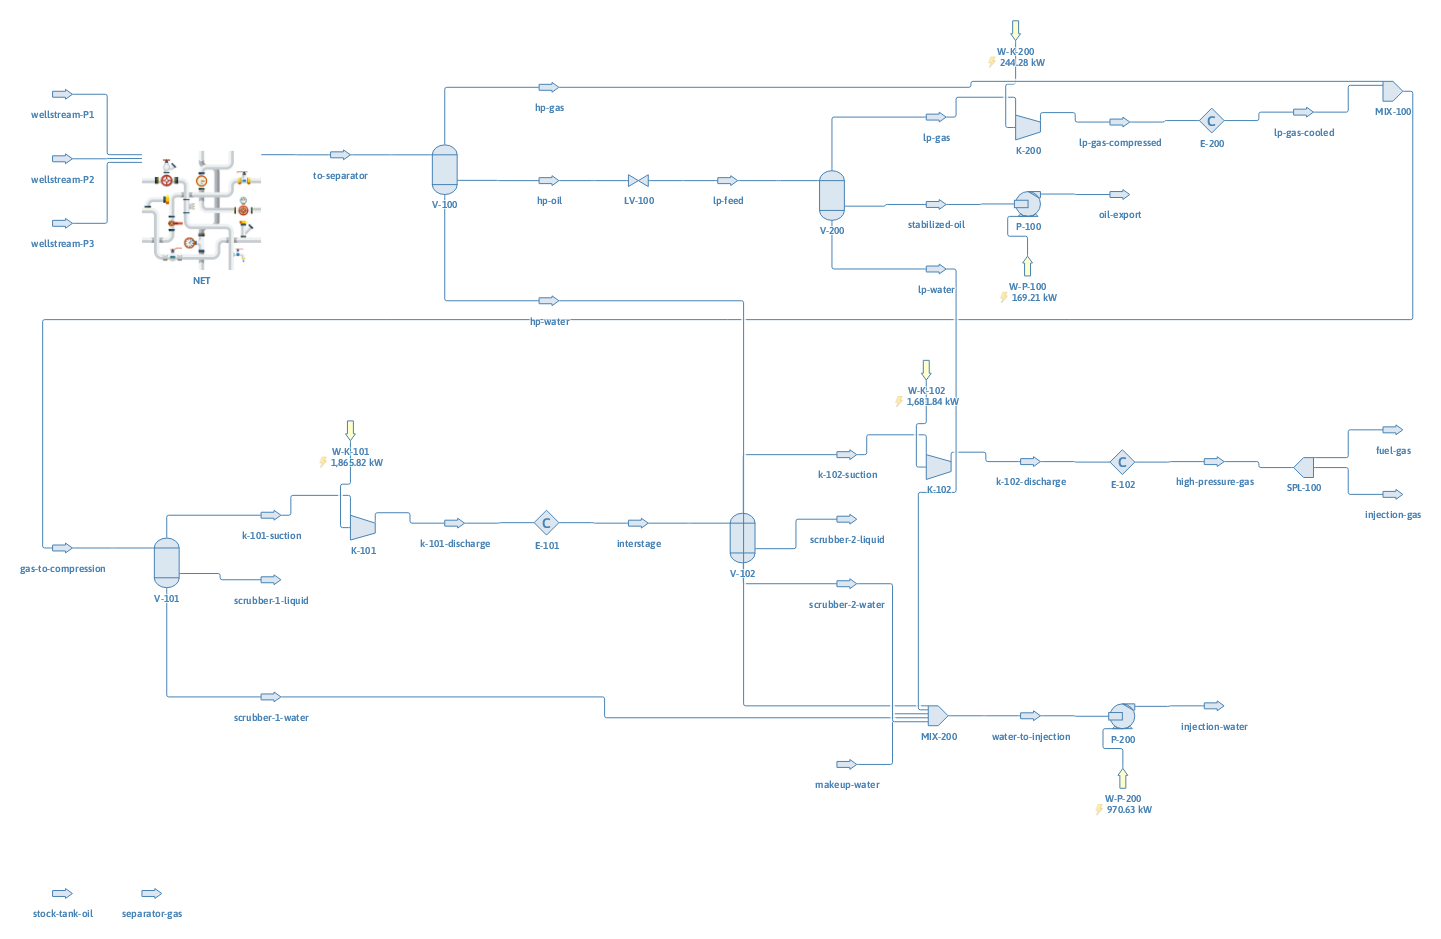 W-K-200
244.28 kW
wellstream-P1
hp-gas
MIX-100
lp-gas
K-200
lp-gas-compressed
E-200
C
lp-gas-cooled
wellstream-P2
to-separator
V-100
hp-oil
LV-100
lp-feed
V-200
stabilized-oil
P-100
oil-export
wellstream-P3
NET
lp-water
W-P-100
169.21 kW
hp-water
W-K-102
1,681.84 kW
W-K-101
1,865.82 kW
fuel-gas
k-102-suction
K-102
k-102-discharge
C
E-102
high-pressure-gas
SPL-100
injection-gas
k-101-suction
K-101
k-101-discharge
C
E-101
interstage
V-102
scrubber-2-liquid
gas-to-compression
V-101
scrubber-1-liquid
scrubber-2-water
scrubber-1-water
MIX-200
water-to-injection
P-200
injection-water
makeup-water
W-P-200
970.63 kW
stock-tank-oil
separator-gas